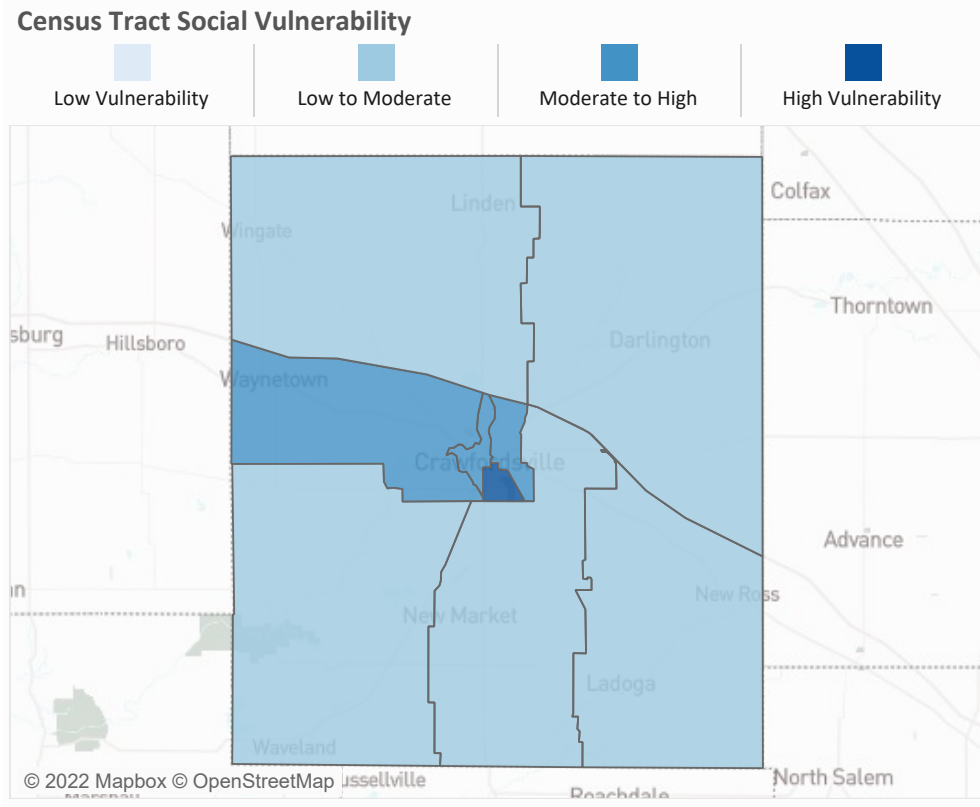 Census Tract Social Vulnerability
Low Vulnerability
Low to Moderate
Moderate to High
High Vulnerability
Colfax
Linden
Wingate
Thorntown
sburg
Hillsboro
Darlington
Waynetown
Crawfordsville
Advance
n
New Ross
New Market
Ladoga
Waveland
© 2022 Mapbox © OpenStreetMap
ussellville
North Salem
Roachdale